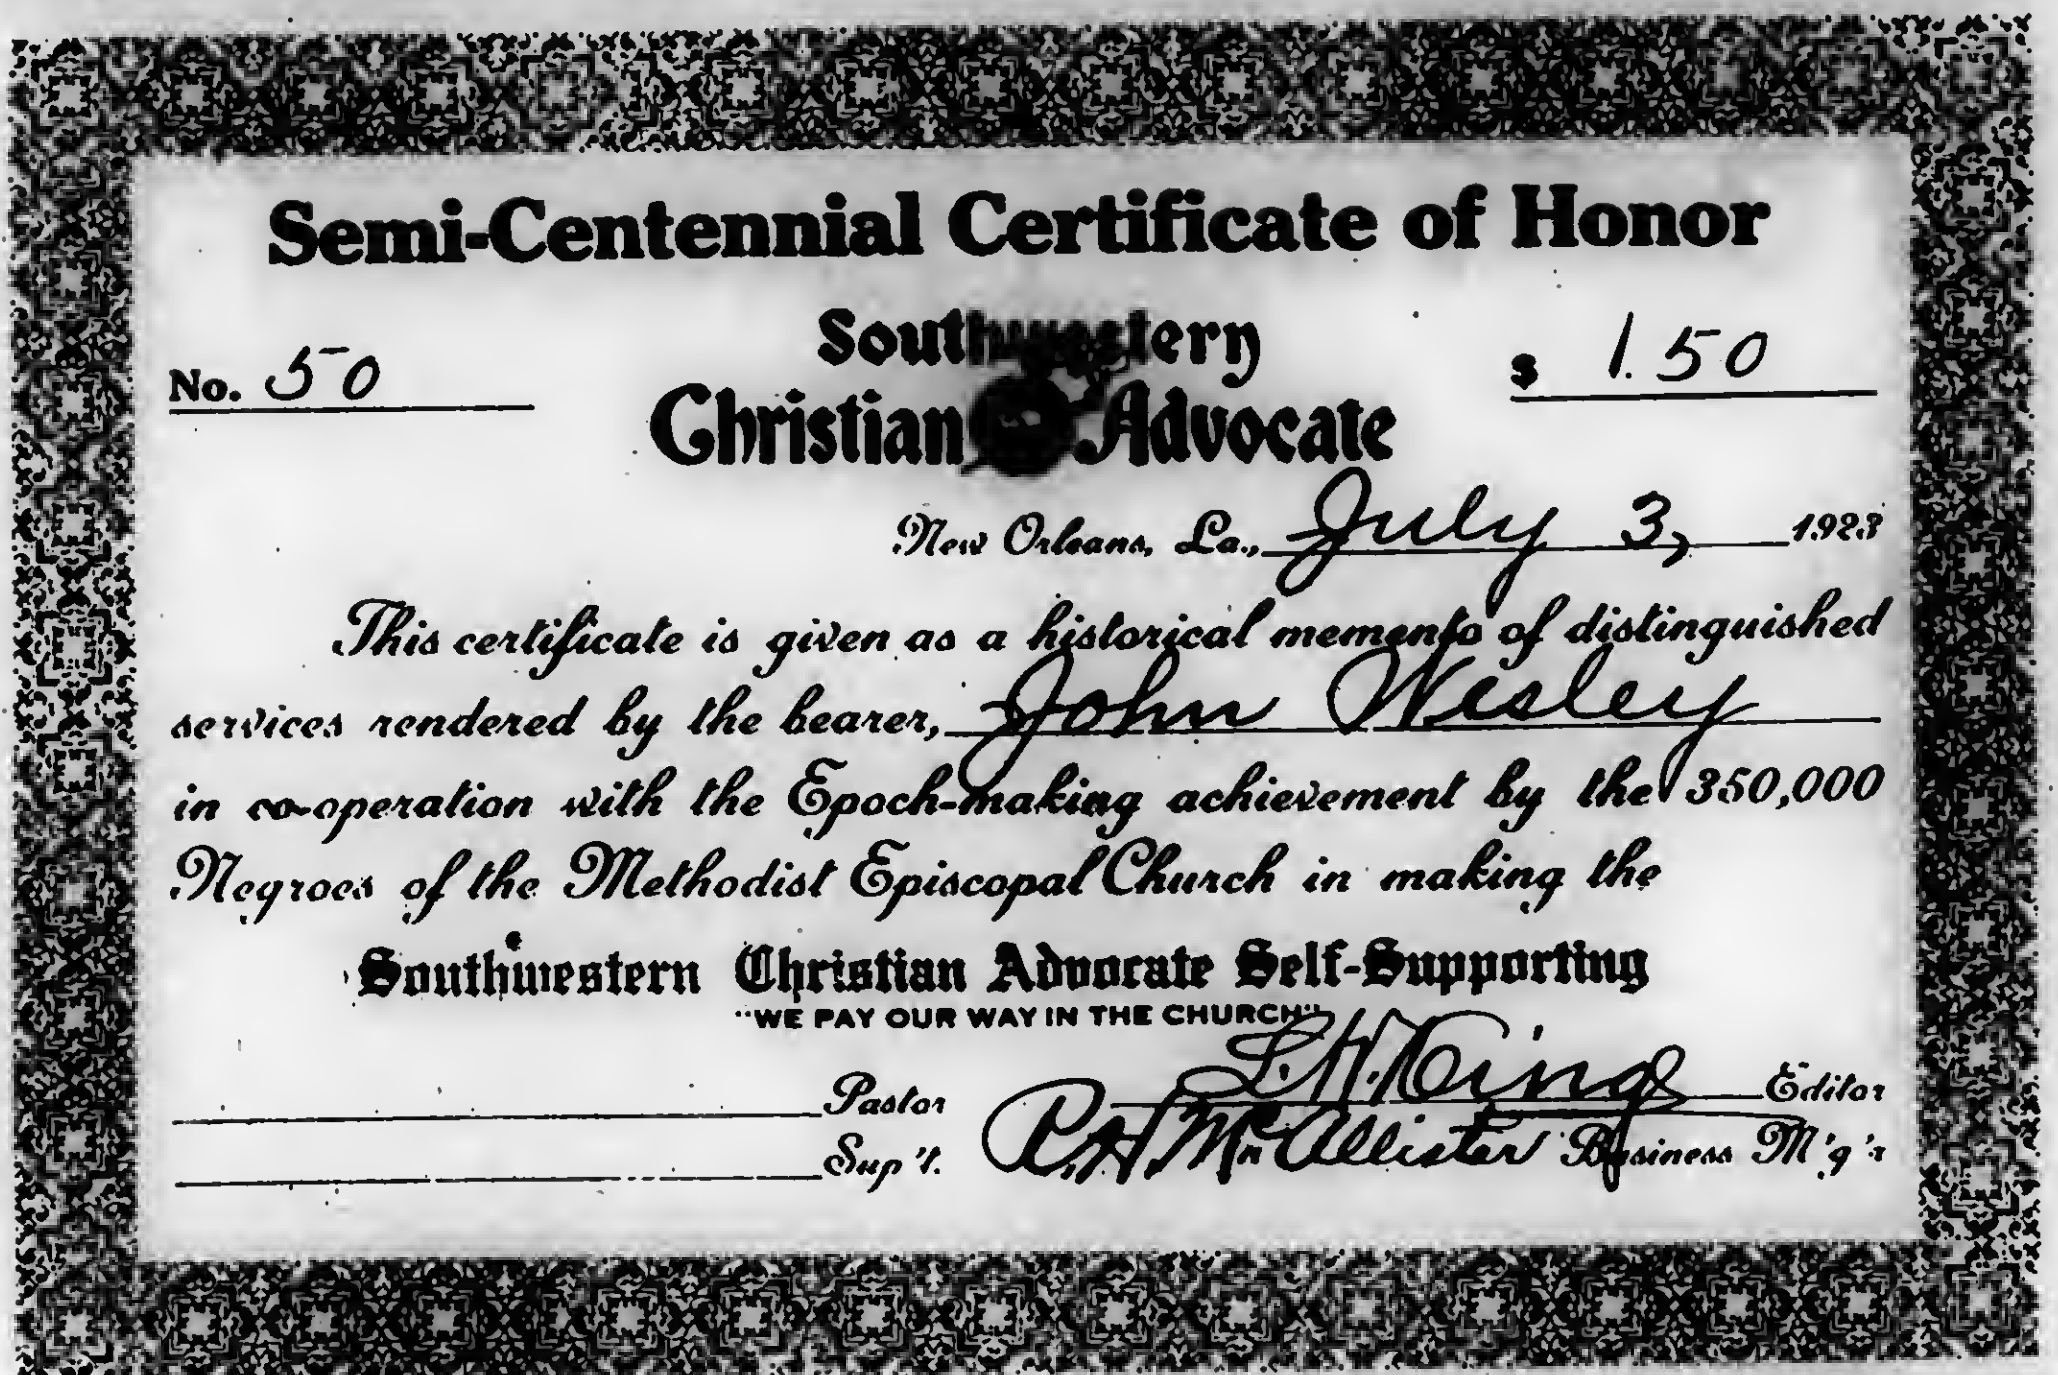 Semi-Centennial Certificate of Honor
No. 50
Southwestern
Christian Advocate
$ 1.50
New Orleans, La., July 3, 1923
This certificate is given as a historical memento of distinguished
services rendered by the bearer, John Wesley
in co-operation with the Epoch-making achievement by the 350,000
Negroes of the Methodist Episcopal Church in making the
Southwestern Christian Advocate Self-Supporting
"WE PAY OUR WAY IN THE CHURCH"
Pastor L.H. King Editor
Sup't. R.H. McAllister Business M'g'r